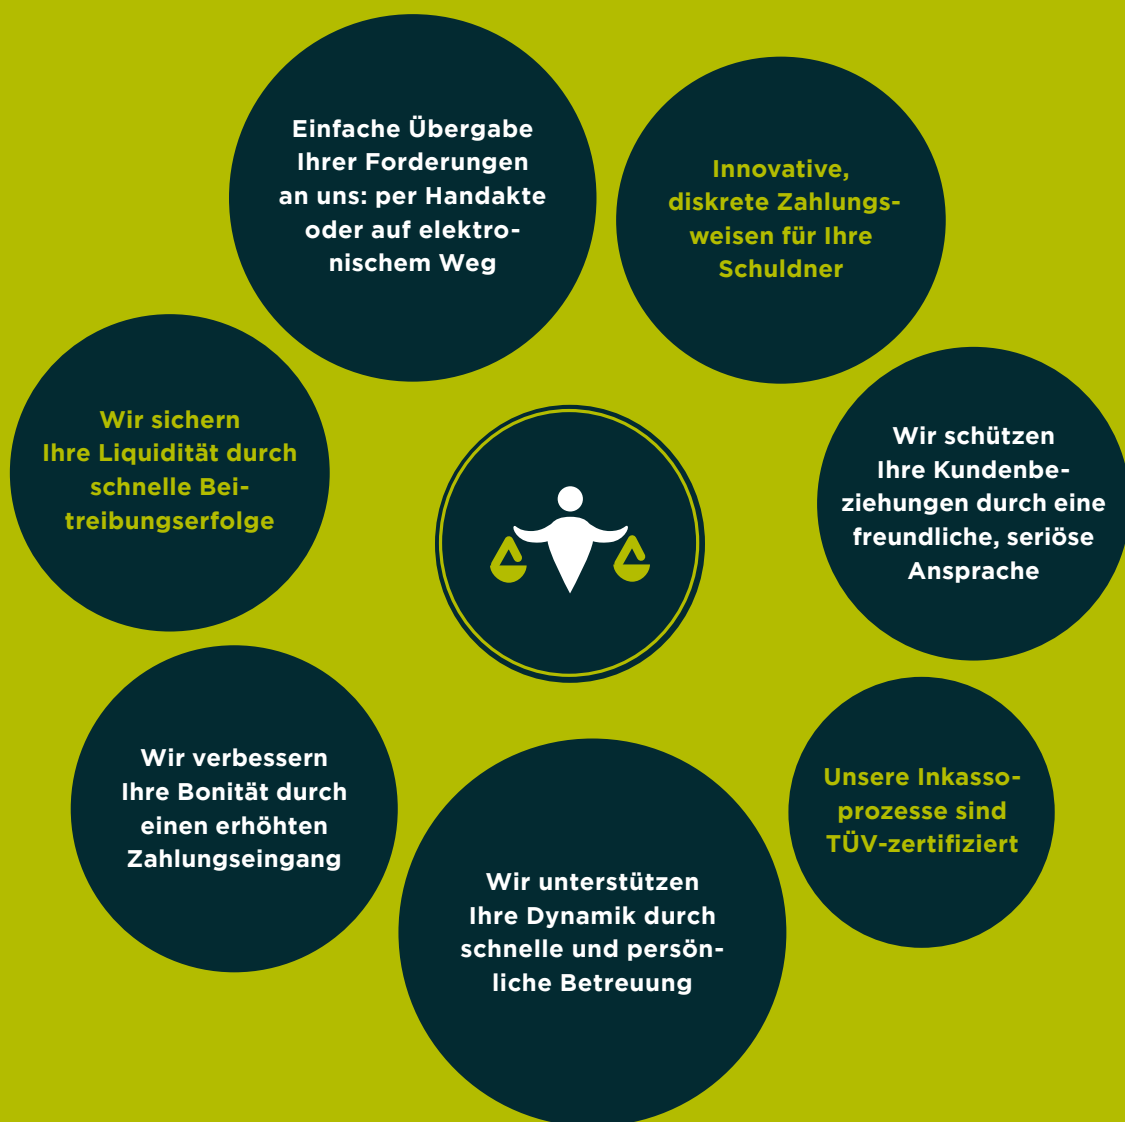 Einfache Übergabe
Ihrer Forderungen
an uns: per Handakte
oder auf elektro-
nischem Weg
Innovative,
diskrete Zahlungs-
weisen für Ihre
Schuldner
Wir sichern
Ihre Liquidität durch
schnelle Bei-
treibungserfolge
Wir schützen
Ihre Kundenbe-
ziehungen durch eine
freundliche, seriöse
Ansprache
Wir verbessern
Ihre Bonität durch
einen erhöhten
Zahlungseingang
Unsere Inkasso-
prozesse sind
TÜV-zertifiziert
Wir unterstützen
Ihre Dynamik durch
schnelle und persön-
liche Betreuung